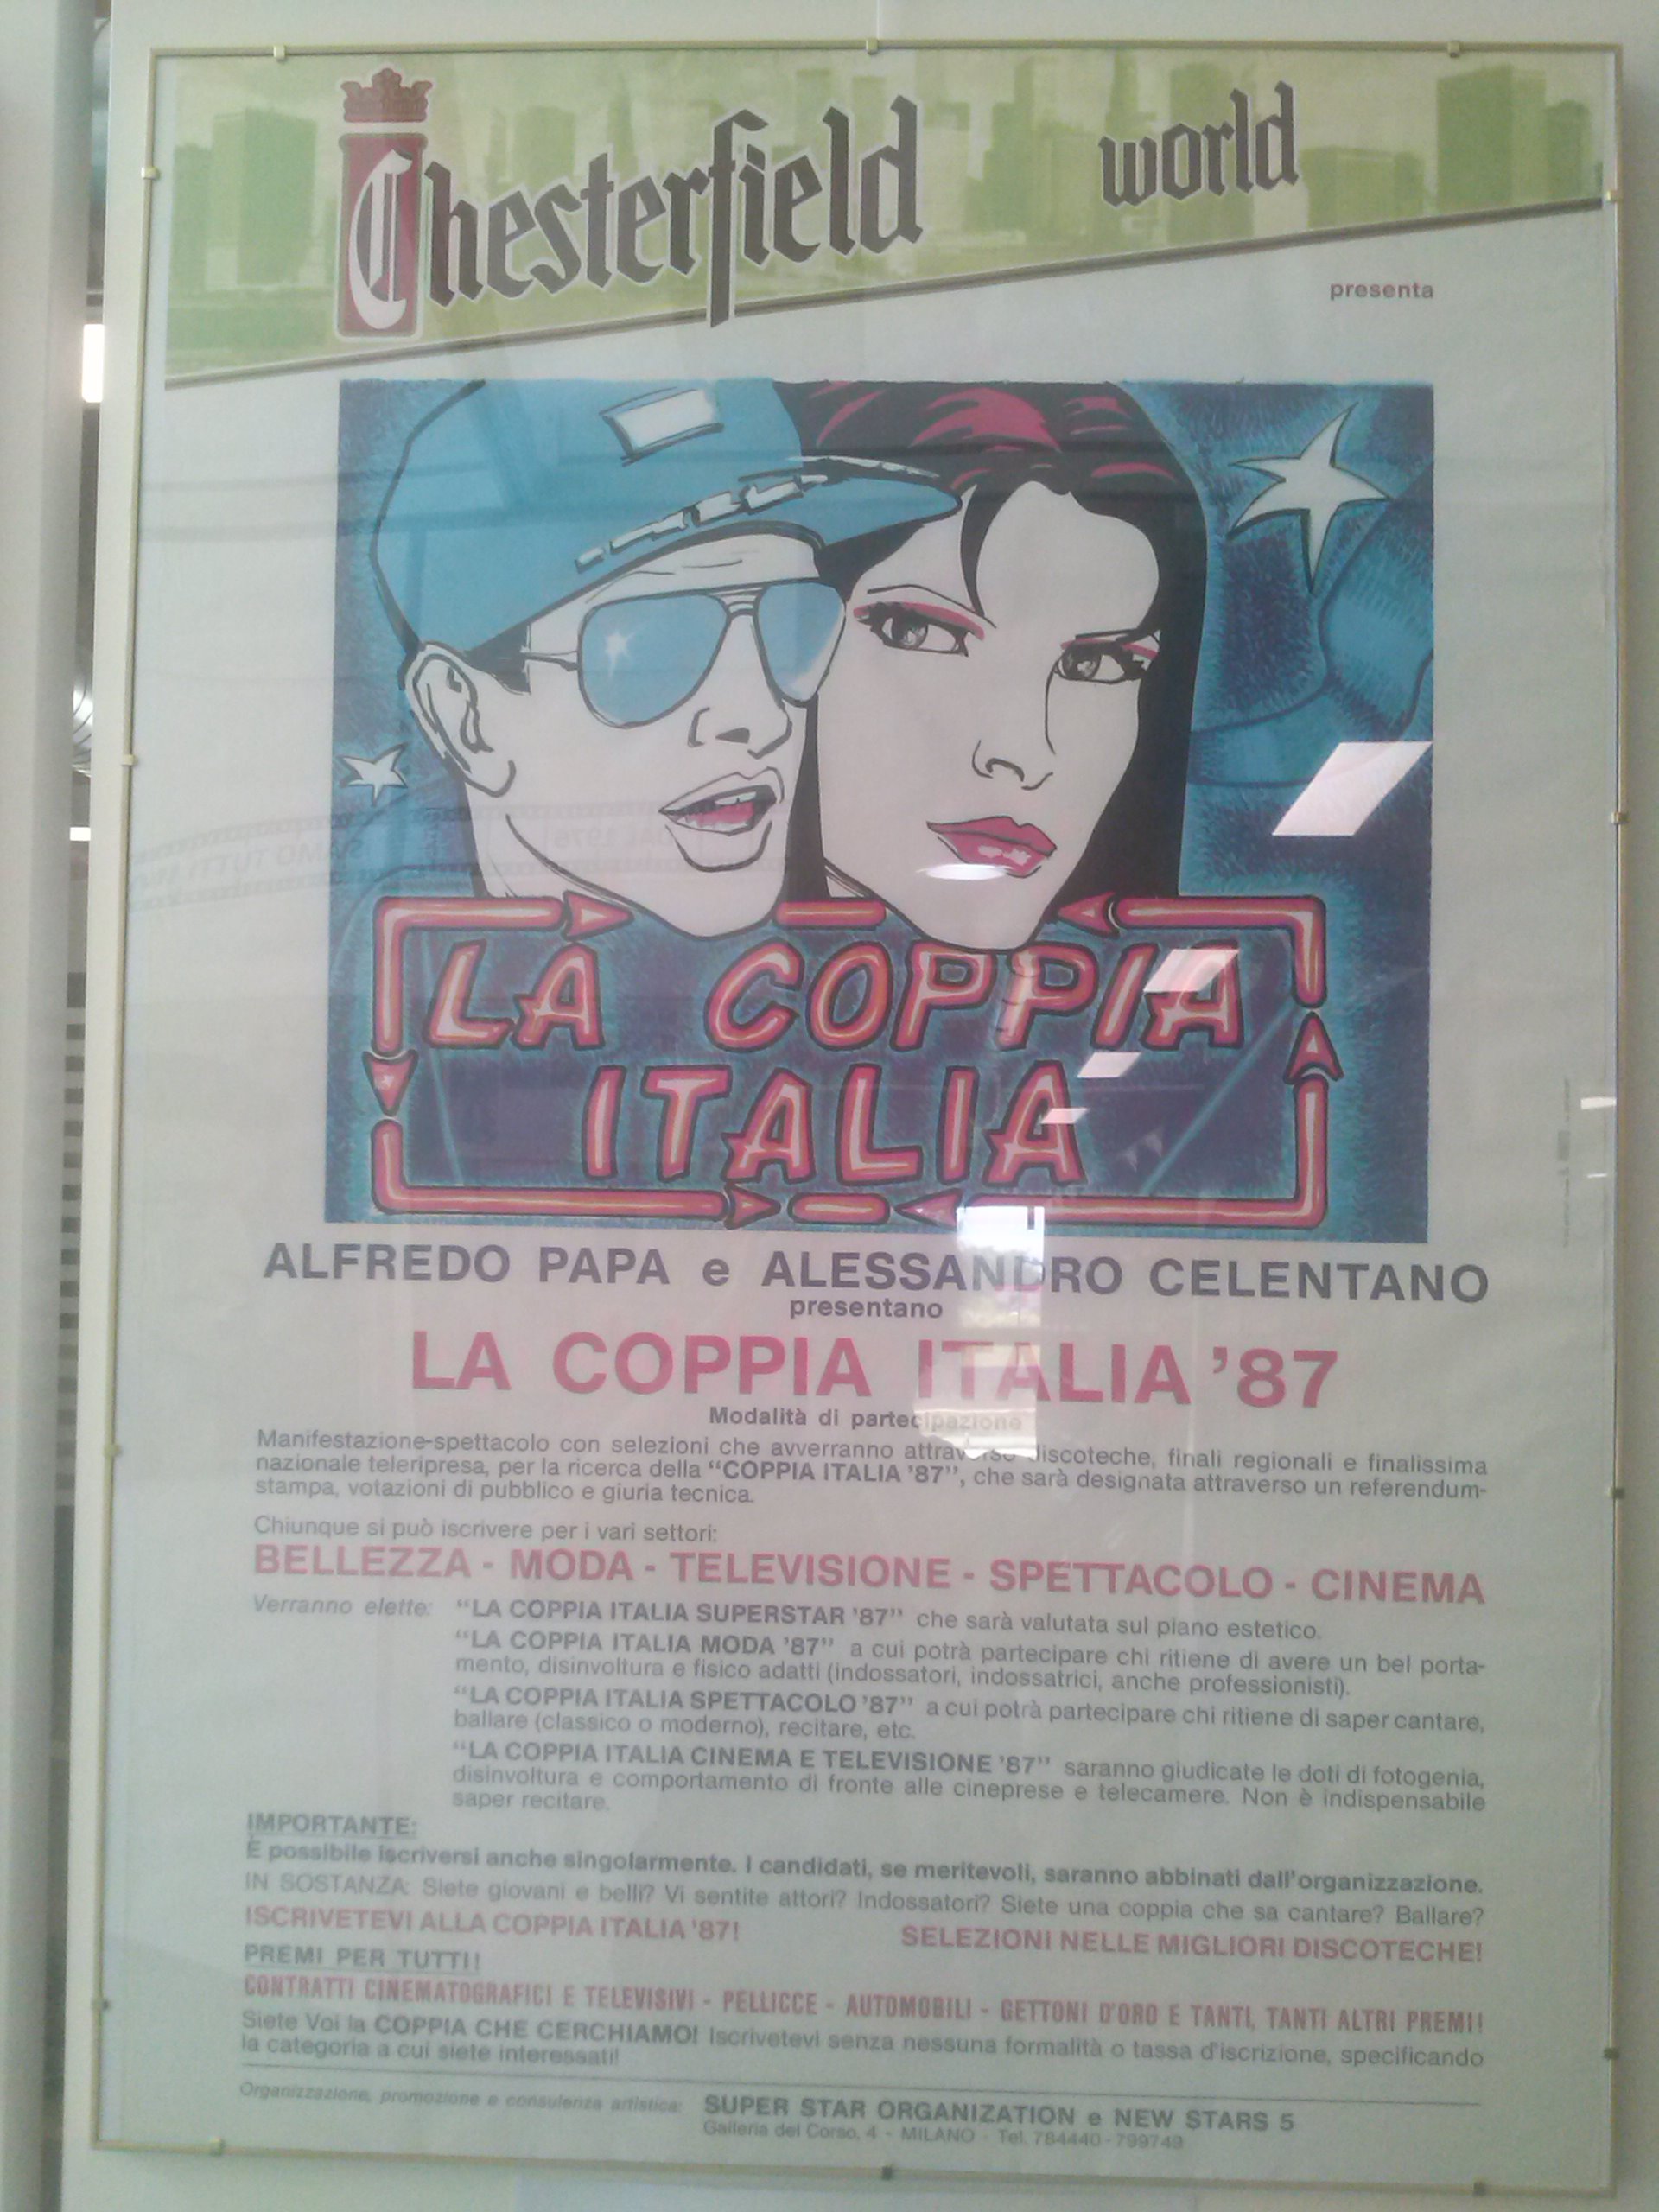 Chesterfield world
presenta
LA COPPIA
ITALIA
ALFREDO PAPA e ALESSANDRO CELENTANO
presentano
LA COPPIA ITALIA '87
Modalità di partecipazione
Manifestazione-spettacolo con selezioni che avverranno attraverso discoteche, finali regionali e finalissima
nazionale teleripresa, per la ricerca della "COPPIA ITALIA '87", che sarà designata attraverso un referendum-
stampa, votazioni di pubblico e giuria tecnica.
Chiunque si può iscrivere per i vari settori:
BELLEZZA - MODA - TELEVISIONE - SPETTACOLO - CINEMA
Verranno elette: "LA COPPIA ITALIA SUPERSTAR '87" che sarà valutata sul piano estetico.
"LA COPPIA ITALIA MODA '87" a cui potrà partecipare chi ritiene di avere un bel porta-
mento, disinvoltura e fisico adatti (indossatori, indossatrici, anche professionisti).
"LA COPPIA ITALIA SPETTACOLO '87" a cui potrà partecipare chi ritiene di saper cantare,
ballare (classico o moderno), recitare, etc.
"LA COPPIA ITALIA CINEMA E TELEVISIONE '87" saranno giudicate le doti di fotogenia,
disinvoltura e comportamento di fronte alle cineprese e telecamere. Non è indispensabile
saper recitare.
IMPORTANTE:
È possibile iscriversi anche singolarmente. I candidati, se meritevoli, saranno abbinati dall'organizzazione.
IN SOSTANZA: Siete giovani e belli? Vi sentite attori? Indossatori? Siete una coppia che sa cantare? Ballare?
ISCRIVETEVI ALLA COPPIA ITALIA '87! SELEZIONI NELLE MIGLIORI DISCOTECHE!
PREMI PER TUTTI!
CONTRATTI CINEMATOGRAFICI E TELEVISIVI - PELLICCE - AUTOMOBILI - GETTONI D'ORO E TANTI, TANTI ALTRI PREMI!
Siete Voi la COPPIA CHE CERCHIAMO! Iscrivetevi senza nessuna formalità o tassa d'iscrizione, specificando
la categoria a cui siete interessati!
Organizzazione, promozione e consulenza artistica: SUPER STAR ORGANIZATION e NEW STARS 5
Galleria del Corso, 4 - MILANO - Tel. 784440-799749